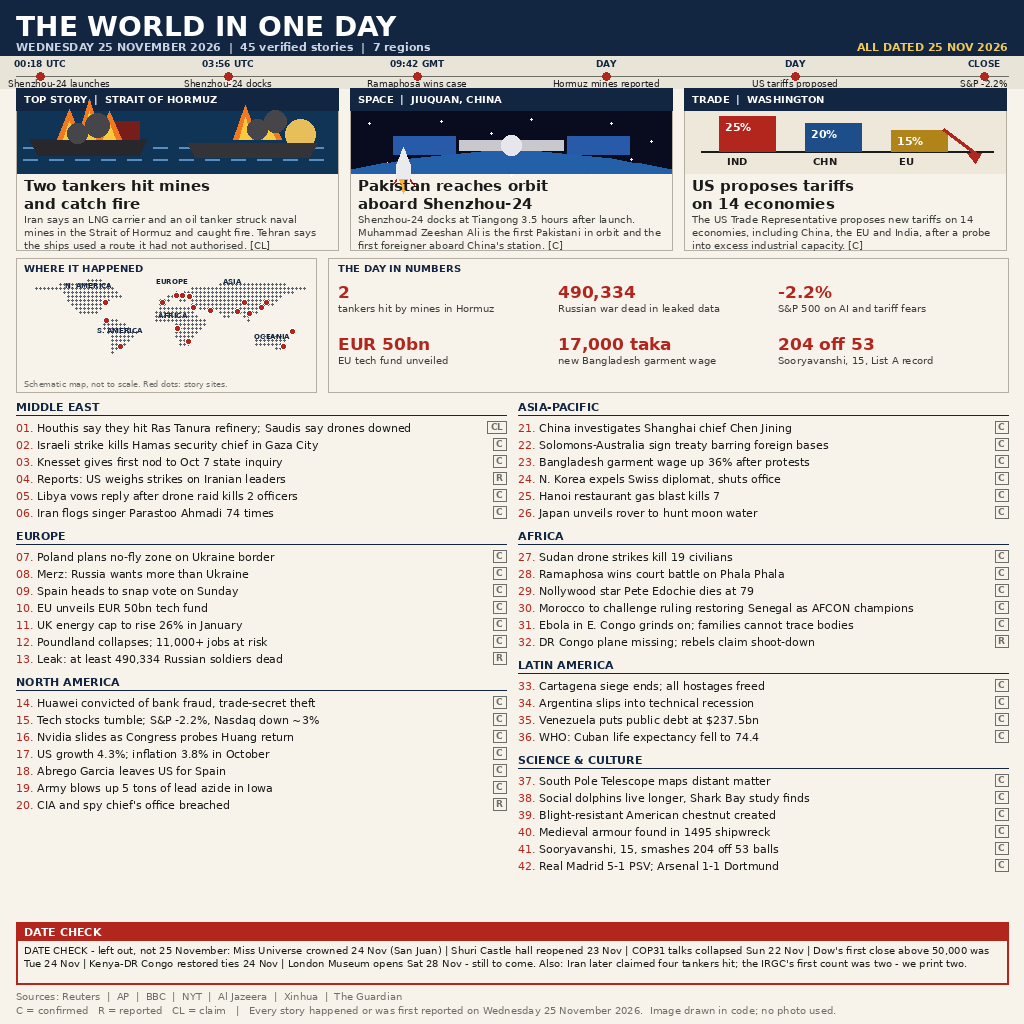 THE WORLD IN ONE DAY
WEDNESDAY 25 NOVEMBER 2026 | 45 verified stories | 7 regions
ALL DATED 25 NOV 2026
00:18 UTC
Shenzhou-24 launches
03:56 UTC
Shenzhou-24 docks
09:42 GMT
Ramaphosa wins case
DAY
Hormuz mines reported
DAY
US tariffs proposed
CLOSE
S&P -2.2%
TOP STORY | STRAIT OF HORMUZ
Two tankers hit mines
and catch fire
Iran says an LNG carrier and an oil tanker struck naval
mines in the Strait of Hormuz and caught fire. Tehran says
the ships used a route it had not authorised. [CL]
SPACE | JIUQUAN, CHINA
Pakistan reaches orbit
aboard Shenzhou-24
Shenzhou-24 docks at Tiangong 3.5 hours after launch.
Muhammad Zeeshan Ali is the first Pakistani in orbit and the
first foreigner aboard China's station. [C]
TRADE | WASHINGTON
25%
20%
15%
IND
CHN
EU
US proposes tariffs
on 14 economies
The US Trade Representative proposes new tariffs on 14
economies, including China, the EU and India, after a probe
into excess industrial capacity. [C]
WHERE IT HAPPENED
N. AMERICA
EUROPE
ASIA
AFRICA
S. AMERICA
OCEANIA
Schematic map, not to scale. Red dots: story sites.
THE DAY IN NUMBERS
2
tankers hit by mines in Hormuz
490,334
Russian war dead in leaked data
-2.2%
S&P 500 on AI and tariff fears
EUR 50bn
EU tech fund unveiled
17,000 taka
new Bangladesh garment wage
204 off 53
Sooryavanshi, 15, List A record
MIDDLE EAST
01. Houthis say they hit Ras Tanura refinery; Saudis say drones downed CL
02. Israeli strike kills Hamas security chief in Gaza City C
03. Knesset gives first nod to Oct 7 state inquiry C
04. Reports: US weighs strikes on Iranian leaders R
05. Libya vows reply after drone raid kills 2 officers C
06. Iran flogs singer Parastoo Ahmadi 74 times C
EUROPE
07. Poland plans no-fly zone on Ukraine border C
08. Merz: Russia wants more than Ukraine C
09. Spain heads to snap vote on Sunday C
10. EU unveils EUR 50bn tech fund C
11. UK energy cap to rise 26% in January C
12. Poundland collapses; 11,000+ jobs at risk C
13. Leak: at least 490,334 Russian soldiers dead R
NORTH AMERICA
14. Huawei convicted of bank fraud, trade-secret theft C
15. Tech stocks tumble; S&P -2.2%, Nasdaq down ~3% C
16. Nvidia slides as Congress probes Huang return C
17. US growth 4.3%; inflation 3.8% in October C
18. Abrego Garcia leaves US for Spain C
19. Army blows up 5 tons of lead azide in Iowa C
20. CIA and spy chief's office breached R
ASIA-PACIFIC
21. China investigates Shanghai chief Chen Jining C
22. Solomons-Australia sign treaty barring foreign bases C
23. Bangladesh garment wage up 36% after protests C
24. N. Korea expels Swiss diplomat, shuts office C
25. Hanoi restaurant gas blast kills 7 C
26. Japan unveils rover to hunt moon water C
AFRICA
27. Sudan drone strikes kill 19 civilians C
28. Ramaphosa wins court battle on Phala Phala C
29. Nollywood star Pete Edochie dies at 79 C
30. Morocco to challenge ruling restoring Senegal as AFCON champions C
31. Ebola in E. Congo grinds on; families cannot trace bodies C
32. DR Congo plane missing; rebels claim shoot-down R
LATIN AMERICA
33. Cartagena siege ends; all hostages freed C
34. Argentina slips into technical recession C
35. Venezuela puts public debt at $237.5bn C
36. WHO: Cuban life expectancy fell to 74.4 C
SCIENCE & CULTURE
37. South Pole Telescope maps distant matter C
38. Social dolphins live longer, Shark Bay study finds C
39. Blight-resistant American chestnut created C
40. Medieval armour found in 1495 shipwreck C
41. Sooryavanshi, 15, smashes 204 off 53 balls C
42. Real Madrid 5-1 PSV; Arsenal 1-1 Dortmund C
DATE CHECK
DATE CHECK - left out, not 25 November: Miss Universe crowned 24 Nov (San Juan) | Shuri Castle hall reopened 23 Nov | COP31 talks collapsed Sun 22 Nov | Dow's first close above 50,000 was
Tue 24 Nov | Kenya-DR Congo restored ties 24 Nov | London Museum opens Sat 28 Nov - still to come. Also: Iran later claimed four tankers hit; the IRGC's first count was two - we print two.
Sources: Reuters | AP | BBC | NYT | Al Jazeera | Xinhua | The Guardian
C = confirmed R = reported CL = claim | Every story happened or was first reported on Wednesday 25 November 2026. Image drawn in code; no photo used.